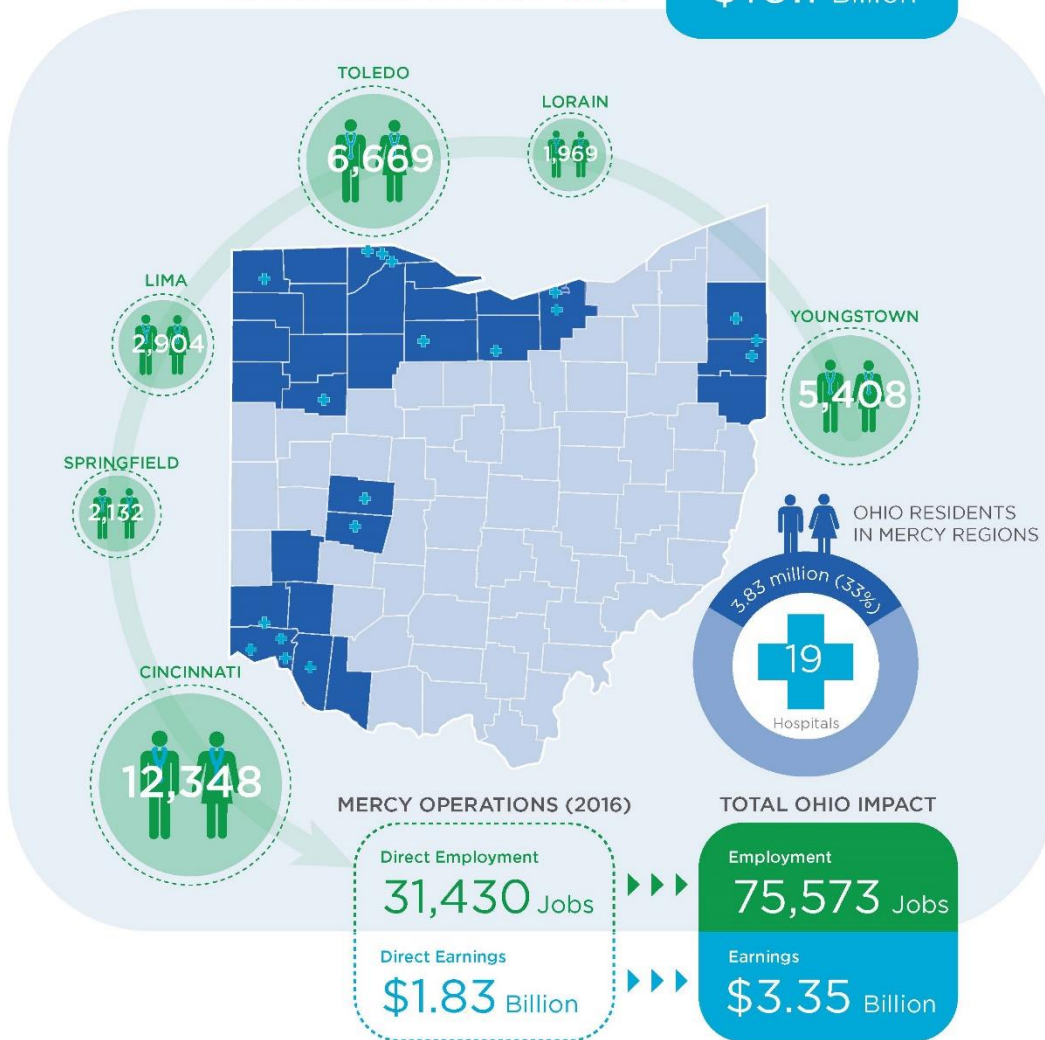 Billion
TOLEDO
6,669
LORAIN
1,969
LIMA
2,904
YOUNGSTOWN
5,408
SPRINGFIELD
2,132
OHIO RESIDENTS
IN MERCY REGIONS
3.83 million (33%)
19
Hospitals
CINCINNATI
12,348
MERCY OPERATIONS (2016)
Direct Employment
31,430 Jobs
Direct Earnings
$1.83 Billion
TOTAL OHIO IMPACT
Employment
75,573 Jobs
Earnings
$3.35 Billion